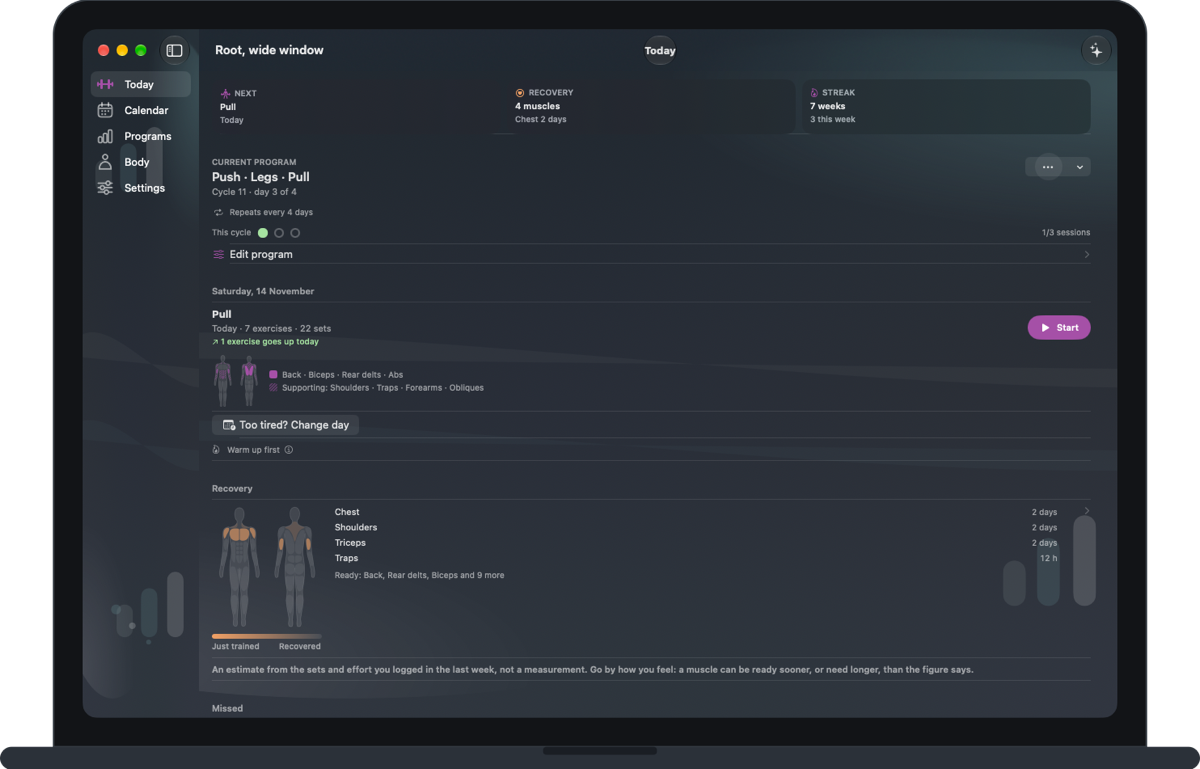 Root, wide window
Today
Today
Calendar
Programs
Body
Settings
NEXT
Pull
Today
RECOVERY
4 muscles
Chest 2 days
STREAK
7 weeks
3 this week
CURRENT PROGRAM
Push · Legs · Pull
Cycle 11 · day 3 of 4
Repeats every 4 days
This cycle
1/3 sessions
Edit program
Saturday, 14 November
Pull
Today · 7 exercises · 22 sets
↗ 1 exercise goes up today
Start
Back · Biceps · Rear delts · Abs
Supporting: Shoulders · Traps · Forearms · Obliques
Too tired? Change day
Warm up first
Recovery
Chest 2 days
Shoulders 2 days
Triceps 2 days
Traps 12 h
Ready: Back, Rear delts, Biceps and 9 more
Just trained Recovered
An estimate from the sets and effort you logged in the last week, not a measurement. Go by how you feel: a muscle can be ready sooner, or need longer, than the figure says.
Missed